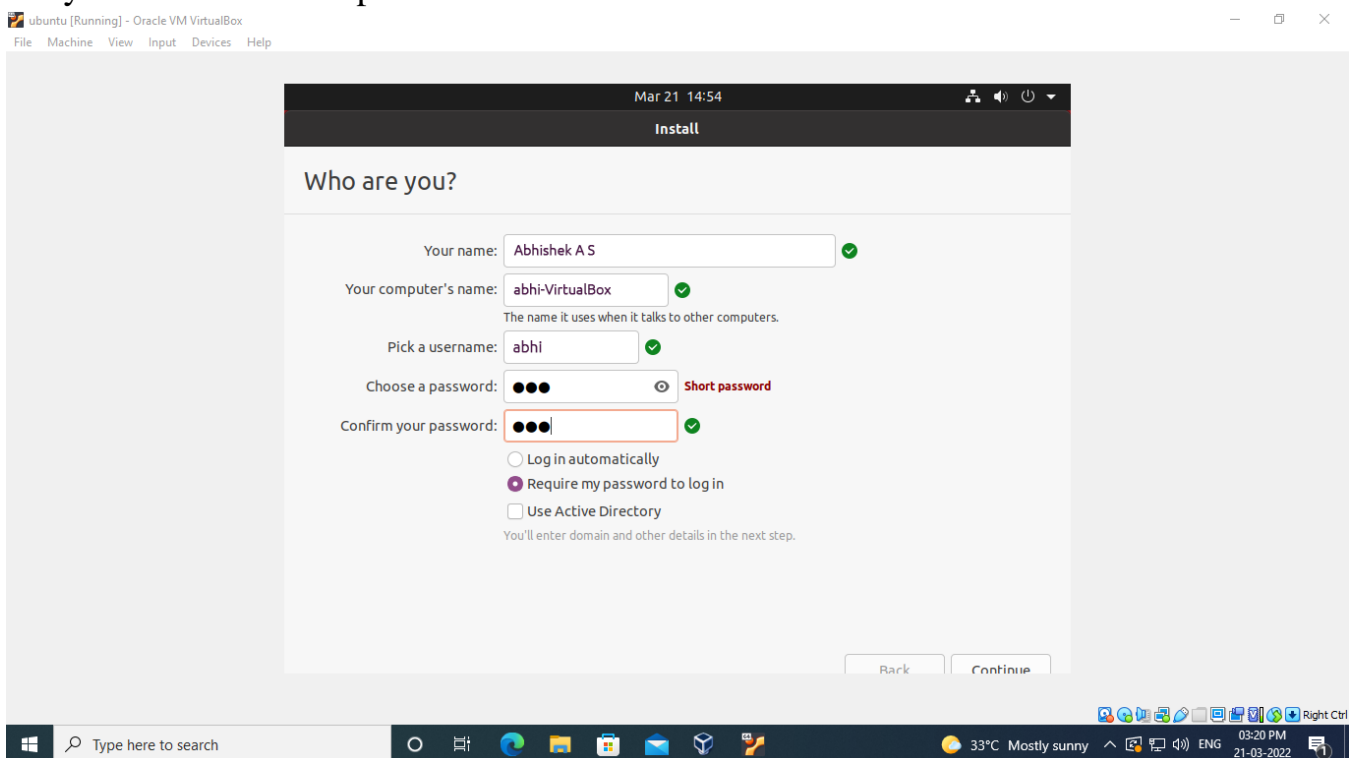 ubuntu [Running] - Oracle VM VirtualBox
File Machine View Input Devices Help
Mar 21 14:54
Install
Who are you?
Your name: Abhishek A S
Your computer's name: abhi-VirtualBox
The name it uses when it talks to other computers.
Pick a username: abhi
Choose a password: ●●● Short password
Confirm your password: ●●●
Log in automatically
Require my password to log in
Use Active Directory
You'll enter domain and other details in the next step.
Back Continue
Right Ctrl
Type here to search
33°C Mostly sunny ENG 03:20 PM
21-03-2022
1